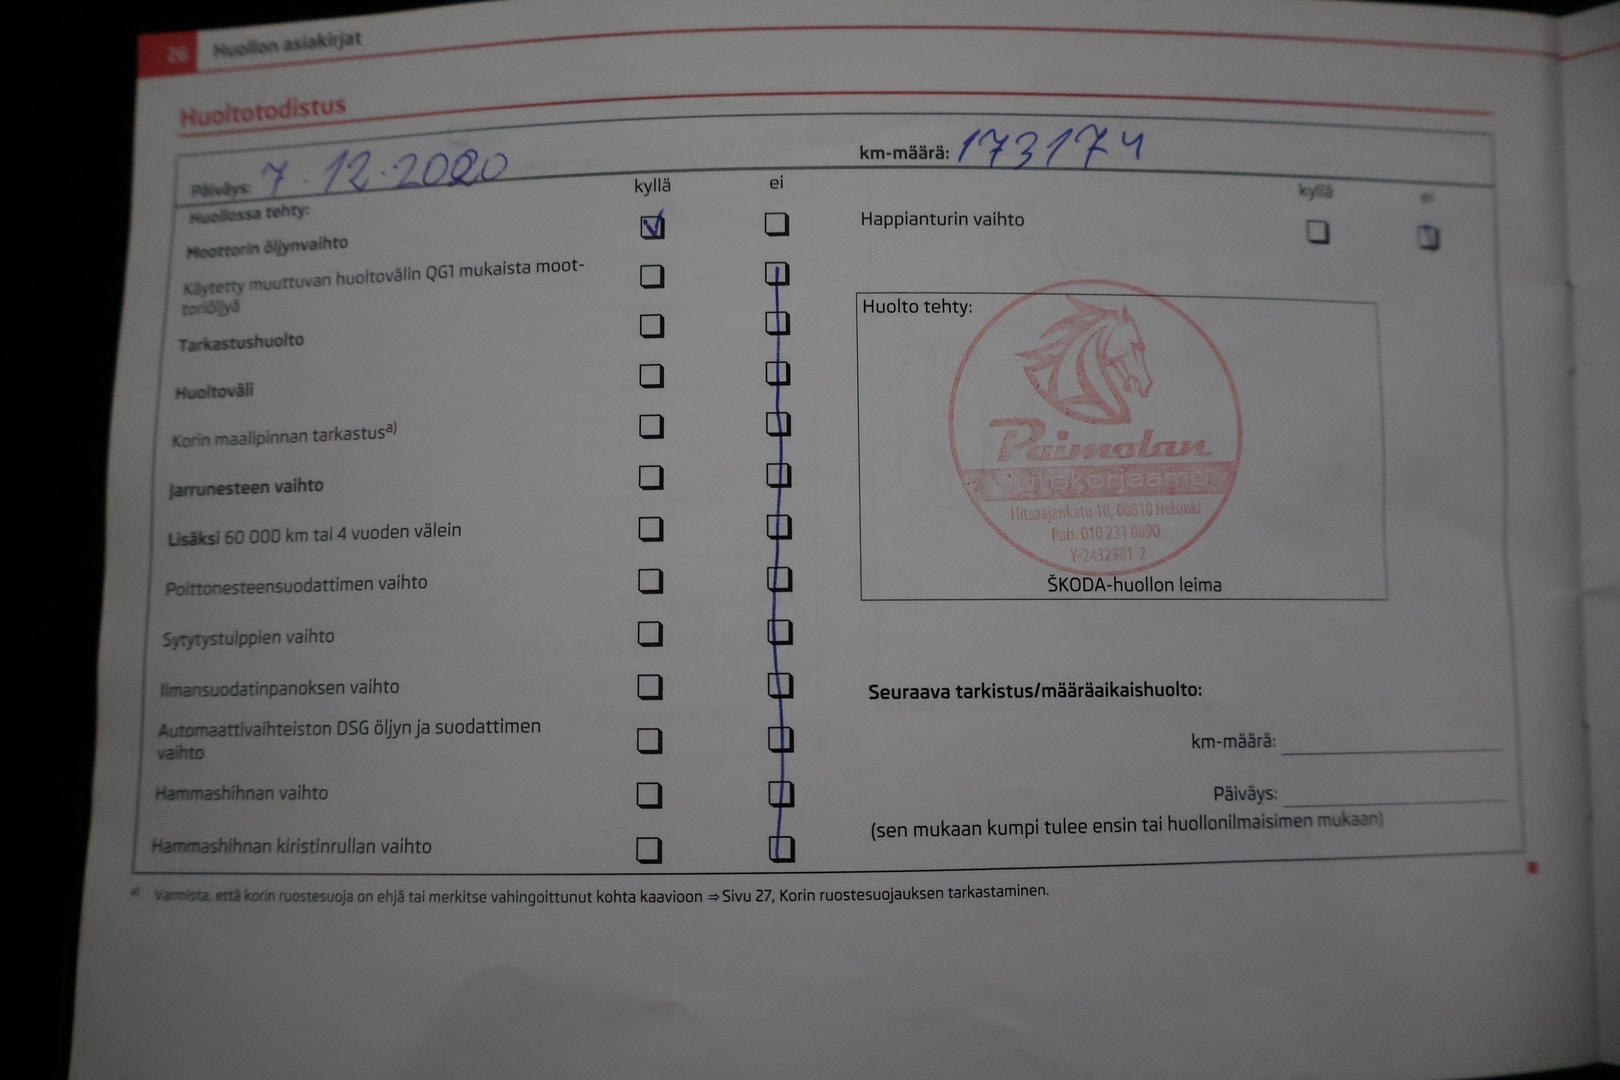 26 Huollon asiakirjat
Huoltotodistus
Päiväys: 7.12.2020
km-määrä: 173174
kyllä ei
Huollossa tehty:
Moottorin öljynvaihto
Käytetty muuttuvan huoltovälin QG1 mukaista moot-
toriöljyä
Tarkastushuolto
Huoltoväli
Korin maalipinnan tarkastusa)
Jarrunesteen vaihto
Lisäksi 60 000 km tai 4 vuoden välein
Polttonesteensuodattimen vaihto
Sytytystulppien vaihto
Ilmansuodatinpanoksen vaihto
Automaattivaihteiston DSG öljyn ja suodattimen
vaihto
Hammashihnan vaihto
Hammashihnan kiristinrullan vaihto
kyllä ei
Happianturin vaihto
Huolto tehty:
Paimolan
Autokorjaamo
Hitsaajankatu 10, 00810 Helsinki
Puh. 010 231 0690
Y-2432981-2
ŠKODA-huollon leima
Seuraava tarkistus/määräaikaishuolto:
km-määrä:
Päiväys:
(sen mukaan kumpi tulee ensin tai huollonilmaisimen mukaan)
a) Varmista, että korin ruostesuoja on ehjä tai merkitse vahingoittunut kohta kaavioon ⇒ Sivu 27, Korin ruostesuojauksen tarkastaminen.